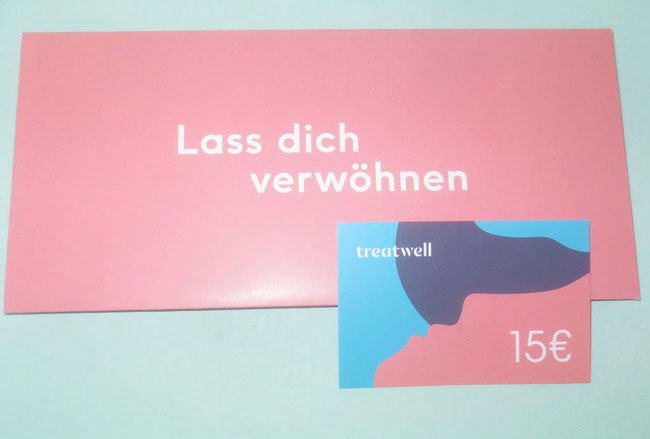 Lass dich
verwöhnen
treatwell
15€